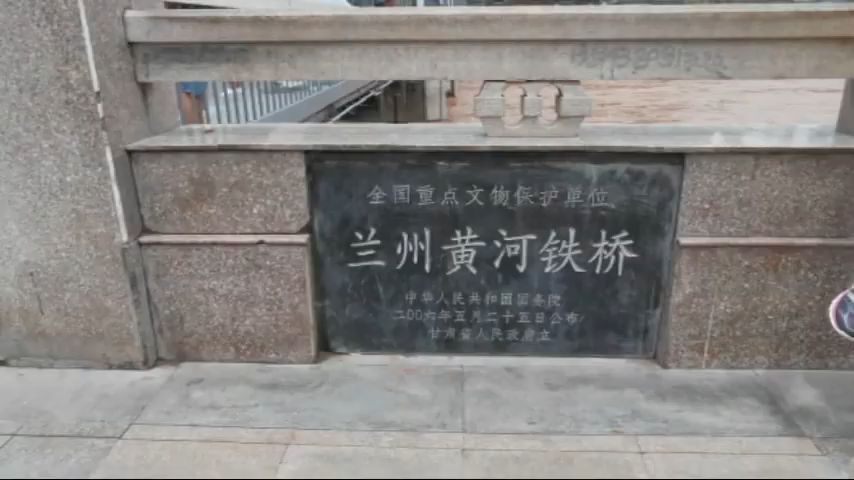 全国重点文物保护单位
兰州黄河铁桥
中华人民共和国国务院
二00六年五月二十五日公布
甘肃省人民政府立